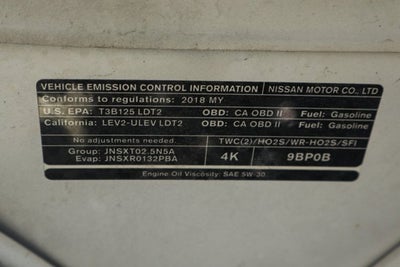 VEHICLE EMISSION CONTROL INFORMATION NISSAN MOTOR CO., LTD
Conforms to regulations: 2018 MY
U.S. EPA: T3B125 LDT2 OBD: CA OBD II Fuel: Gasoline
California: LEV2-ULEV LDT2 OBD: CA OBD II Fuel: Gasoline
No adjustments needed. TWC(2)/HO2S/WR-HO2S/SFI
Group: JNSXT02.5N5A
Evap: JNSXR0132PBA 4K 9BP0B
Engine Oil Viscosity: SAE 5W-30